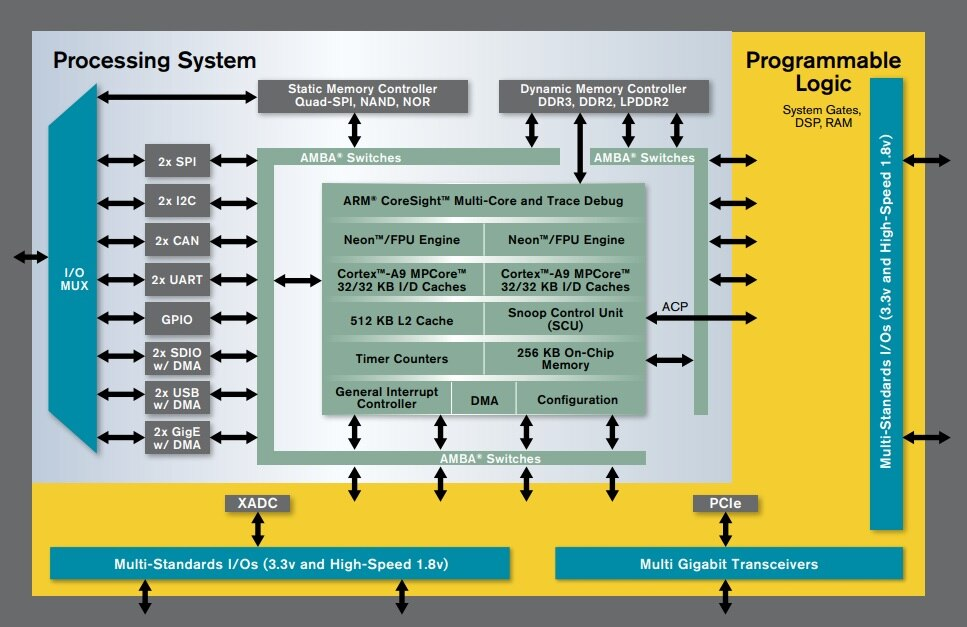 Processing System
Programmable
Logic
System Gates,
DSP, RAM
Static Memory Controller
Quad-SPI, NAND, NOR
Dynamic Memory Controller
DDR3, DDR2, LPDDR2
AMBA® Switches
AMBA® Switches
I/O
MUX
2x SPI
2x I2C
2x CAN
2x UART
GPIO
2x SDIO
w/ DMA
2x USB
w/ DMA
2x GigE
w/ DMA
ARM® CoreSight™ Multi-Core and Trace Debug
Neon™/FPU Engine
Neon™/FPU Engine
Cortex™-A9 MPCore™
32/32 KB I/D Caches
Cortex™-A9 MPCore™
32/32 KB I/D Caches
512 KB L2 Cache
Snoop Control Unit
(SCU)
ACP
Timer Counters
256 KB On-Chip
Memory
General Interrupt
Controller
DMA
Configuration
AMBA® Switches
Multi-Standards I/Os (3.3v and High-Speed 1.8v)
XADC
PCIe
Multi-Standards I/Os (3.3v and High-Speed 1.8v)
Multi Gigabit Transceivers